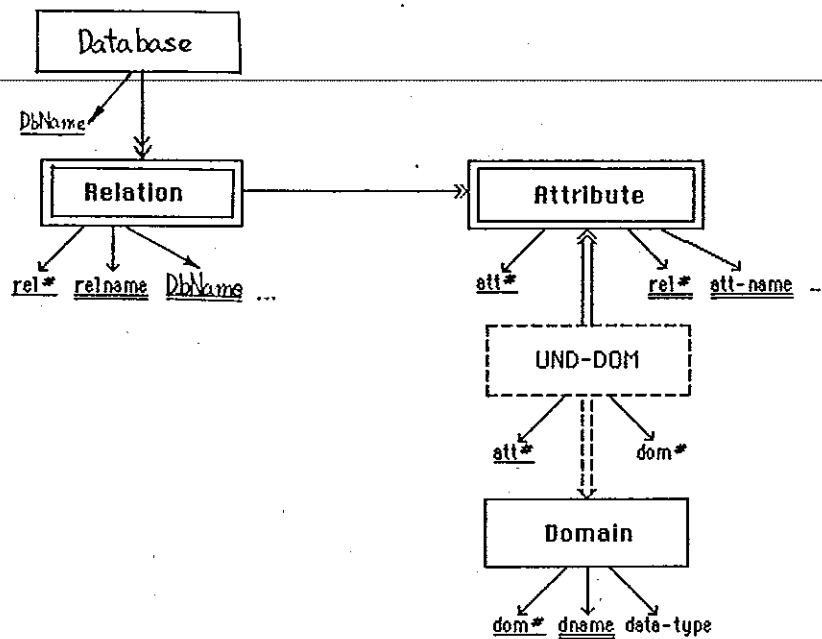 Database
DbName
Relation
Attribute
rel# relname DbName ...
att# rel# att-name ..
UND-DOM
att# dom#
Domain
dom# dname data-type